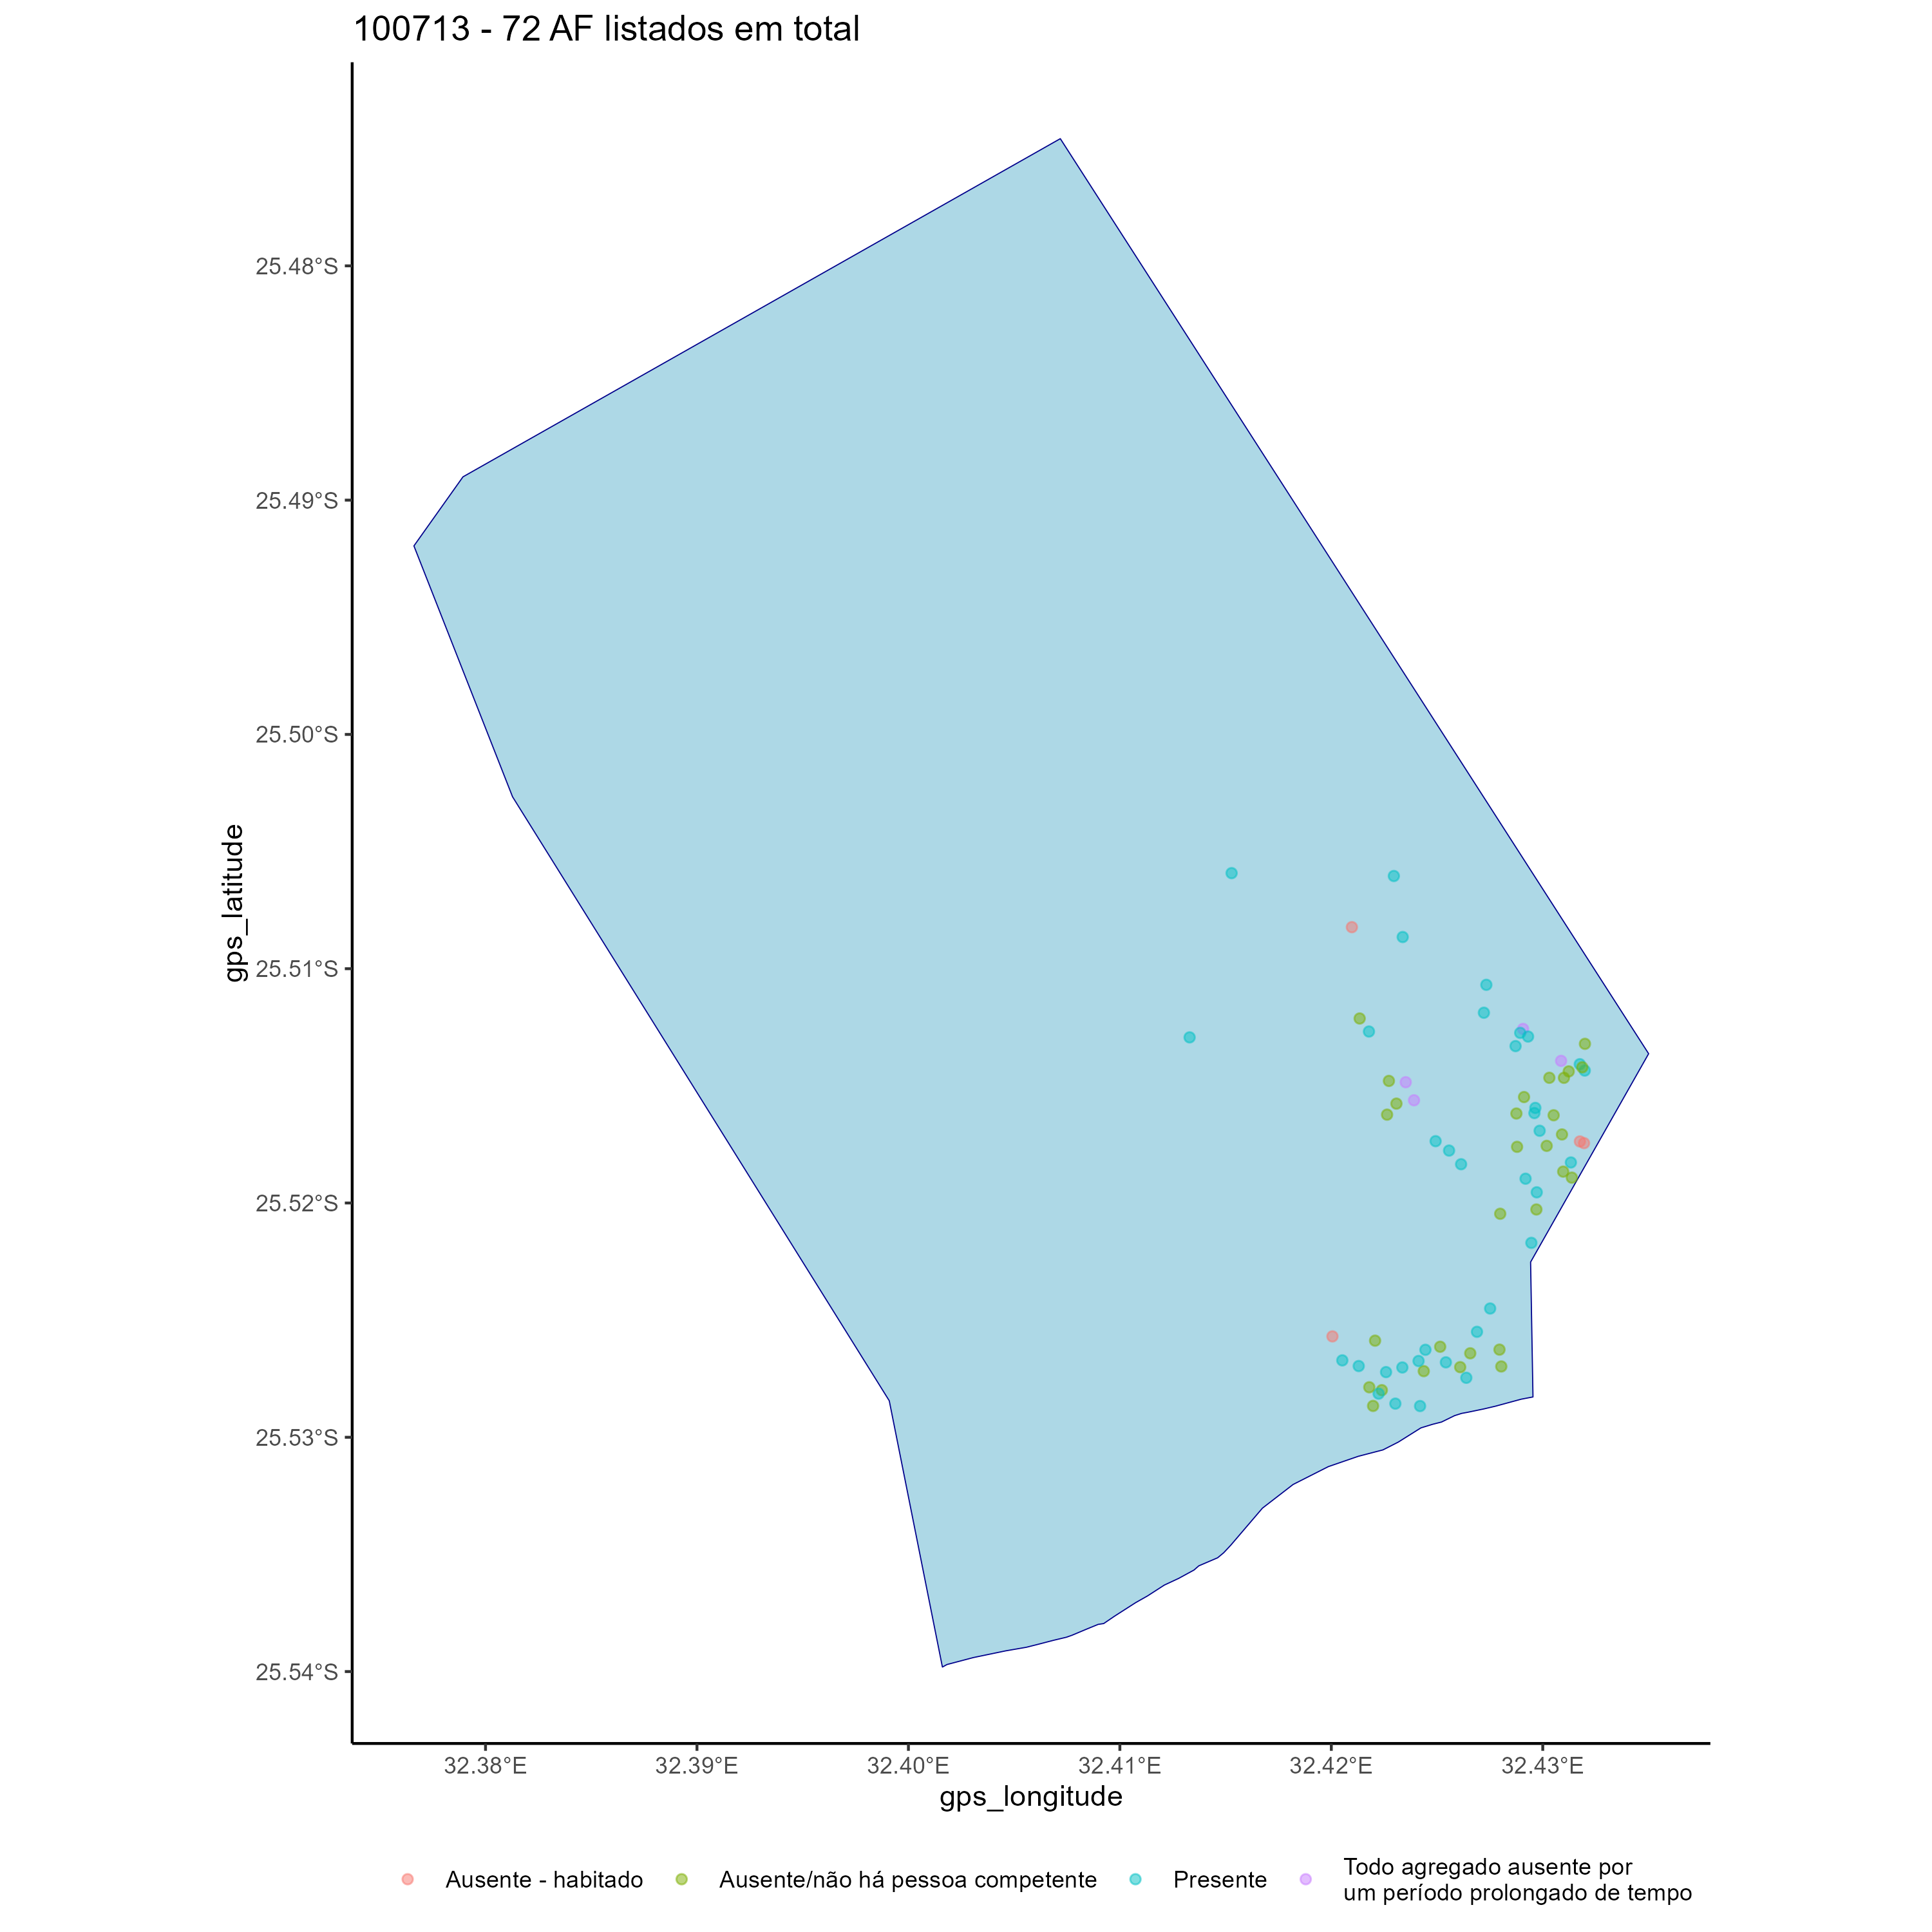 100713 - 72 AF listados em total
25.48°S
25.49°S
25.50°S
25.51°S
25.52°S
25.53°S
25.54°S
gps_latitude
32.38°E 32.39°E 32.40°E 32.41°E 32.42°E 32.43°E
gps_longitude
Ausente - habitado Ausente/não há pessoa competente Presente Todo agregado ausente por
um período prolongado de tempo